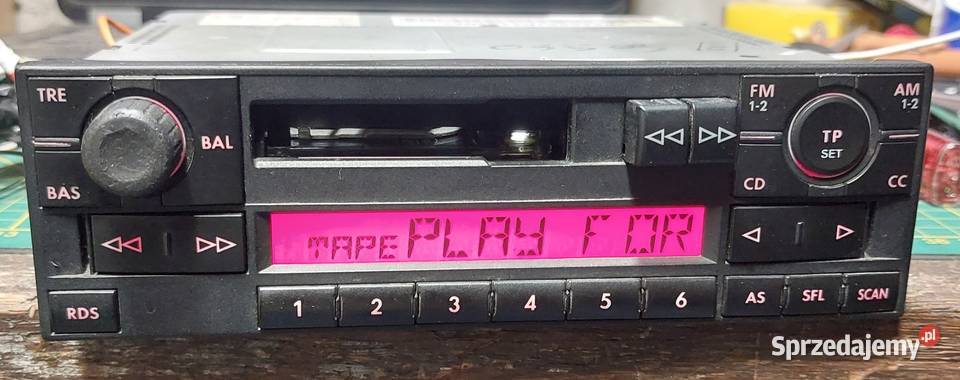 TRE
BAL
BAS
FM
1-2
AM
1-2
TP
SET
CD
CC
TAPE PLAY FOR
RDS
1 2 3 4 5 6
AS SFL SCAN
Sprzedajemy.pl